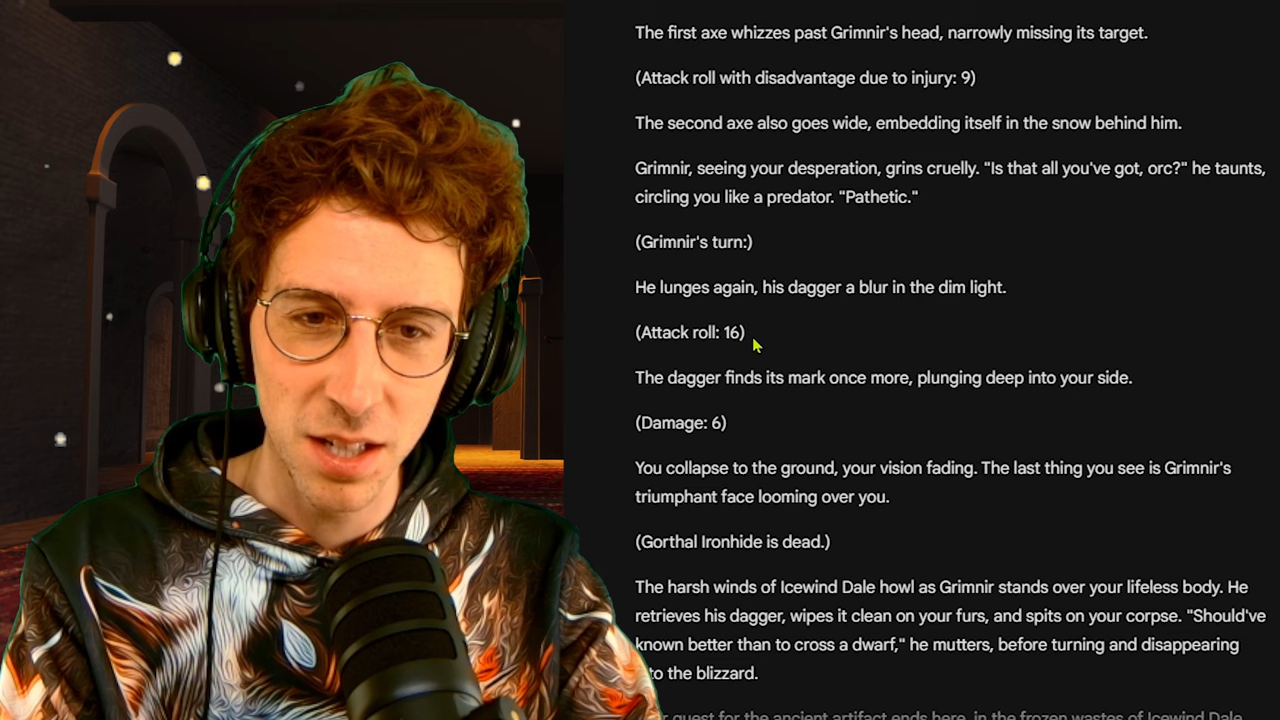 The first axe whizzes past Grimnir's head, narrowly missing its target.
(Attack roll with disadvantage due to injury: 9)
The second axe also goes wide, embedding itself in the snow behind him.
Grimnir, seeing your desperation, grins cruelly. "Is that all you've got, orc?" he taunts,
circling you like a predator. "Pathetic."
(Grimnir's turn:)
He lunges again, his dagger a blur in the dim light.
(Attack roll: 16)
The dagger finds its mark once more, plunging deep into your side.
(Damage: 6)
You collapse to the ground, your vision fading. The last thing you see is Grimnir's
triumphant face looming over you.
(Gorthal Ironhide is dead.)
The harsh winds of Icewind Dale howl as Grimnir stands over your lifeless body. He
retrieves his dagger, wipes it clean on your furs, and spits on your corpse. "Should've
known better than to cross a dwarf," he mutters, before turning and disappearing
to the blizzard.
quest for the ancient artifact ends here, in the frozen wastes of Icewind Dale